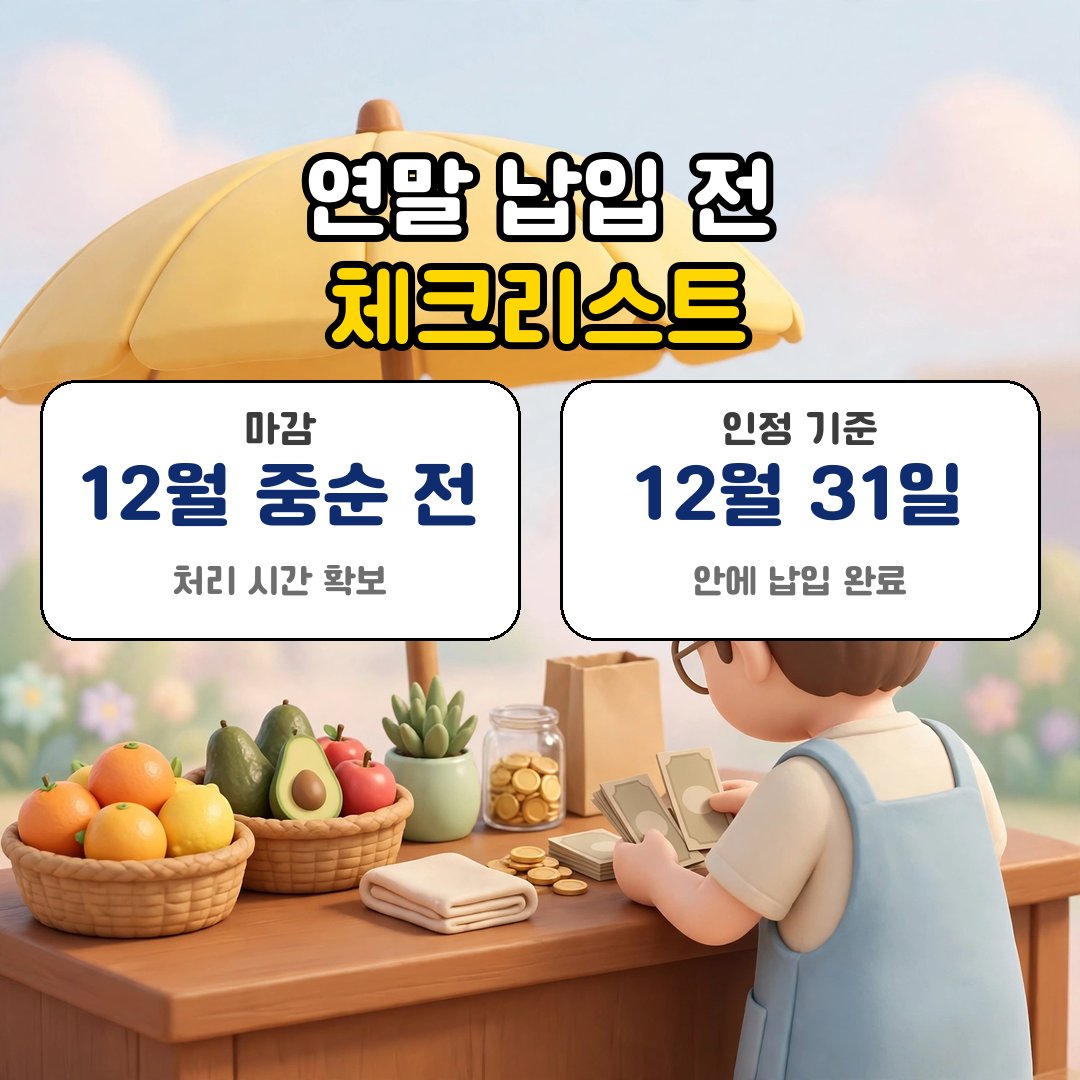 연말 납입 전
체크리스트
마감
12월 중순 전
처리 시간 확보
인정 기준
12월 31일
안에 납입 완료